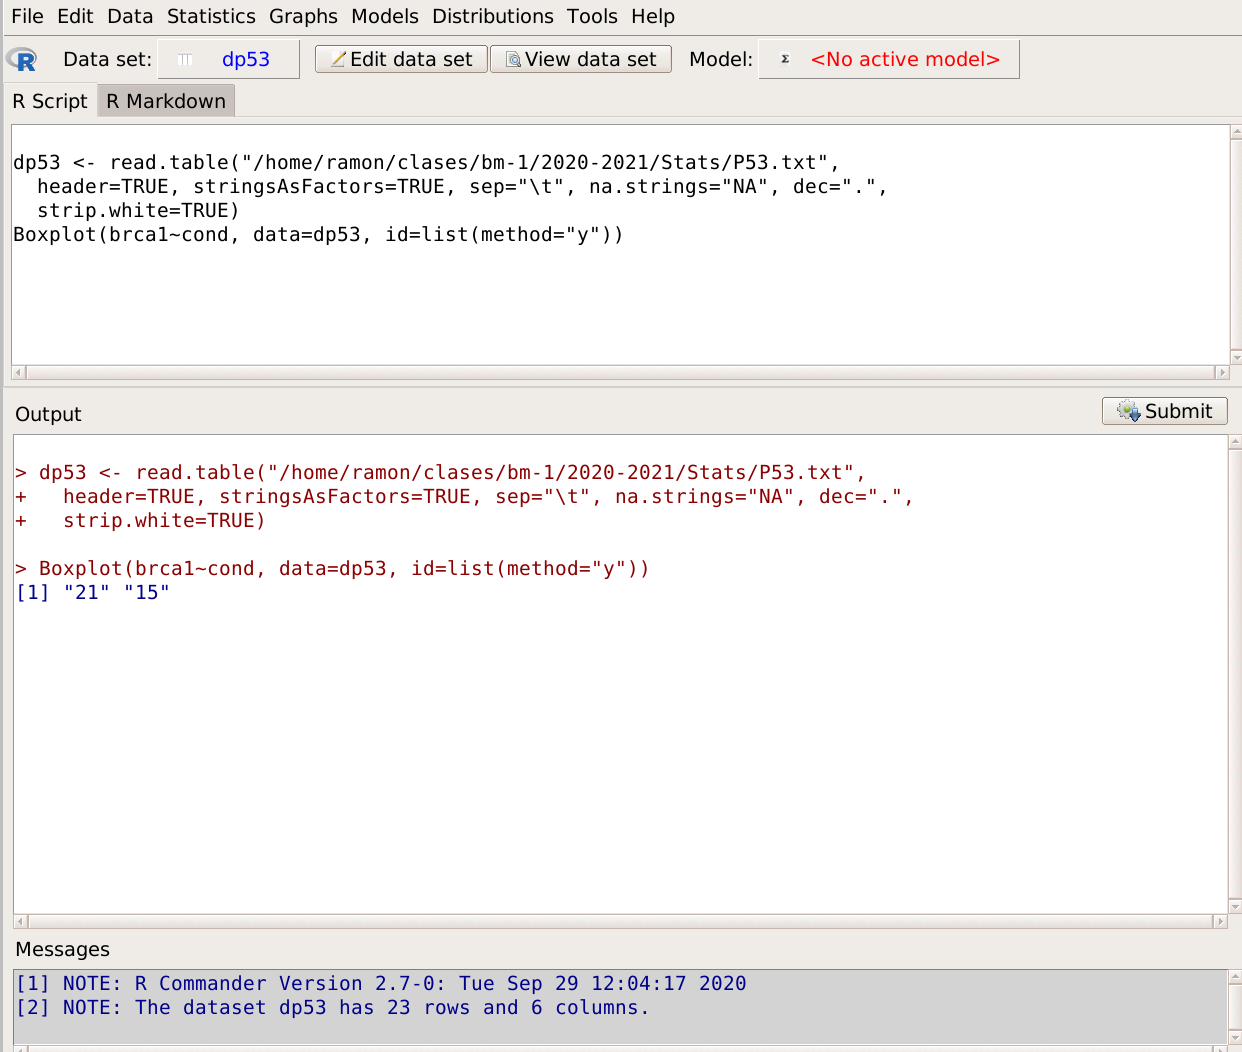 File Edit Data Statistics Graphs Models Distributions Tools Help
R Data set: dp53 Edit data set View data set Model: Σ <No active model>
R Script R Markdown
dp53 <- read.table("/home/ramon/clases/bm-1/2020-2021/Stats/P53.txt",
  header=TRUE, stringsAsFactors=TRUE, sep="\t", na.strings="NA", dec=".",
  strip.white=TRUE)
Boxplot(brca1~cond, data=dp53, id=list(method="y"))
Output Submit
> dp53 <- read.table("/home/ramon/clases/bm-1/2020-2021/Stats/P53.txt",
+   header=TRUE, stringsAsFactors=TRUE, sep="\t", na.strings="NA", dec=".",
+   strip.white=TRUE)
> Boxplot(brca1~cond, data=dp53, id=list(method="y"))
[1] "21" "15"
Messages
[1] NOTE: R Commander Version 2.7-0: Tue Sep 29 12:04:17 2020
[2] NOTE: The dataset dp53 has 23 rows and 6 columns.